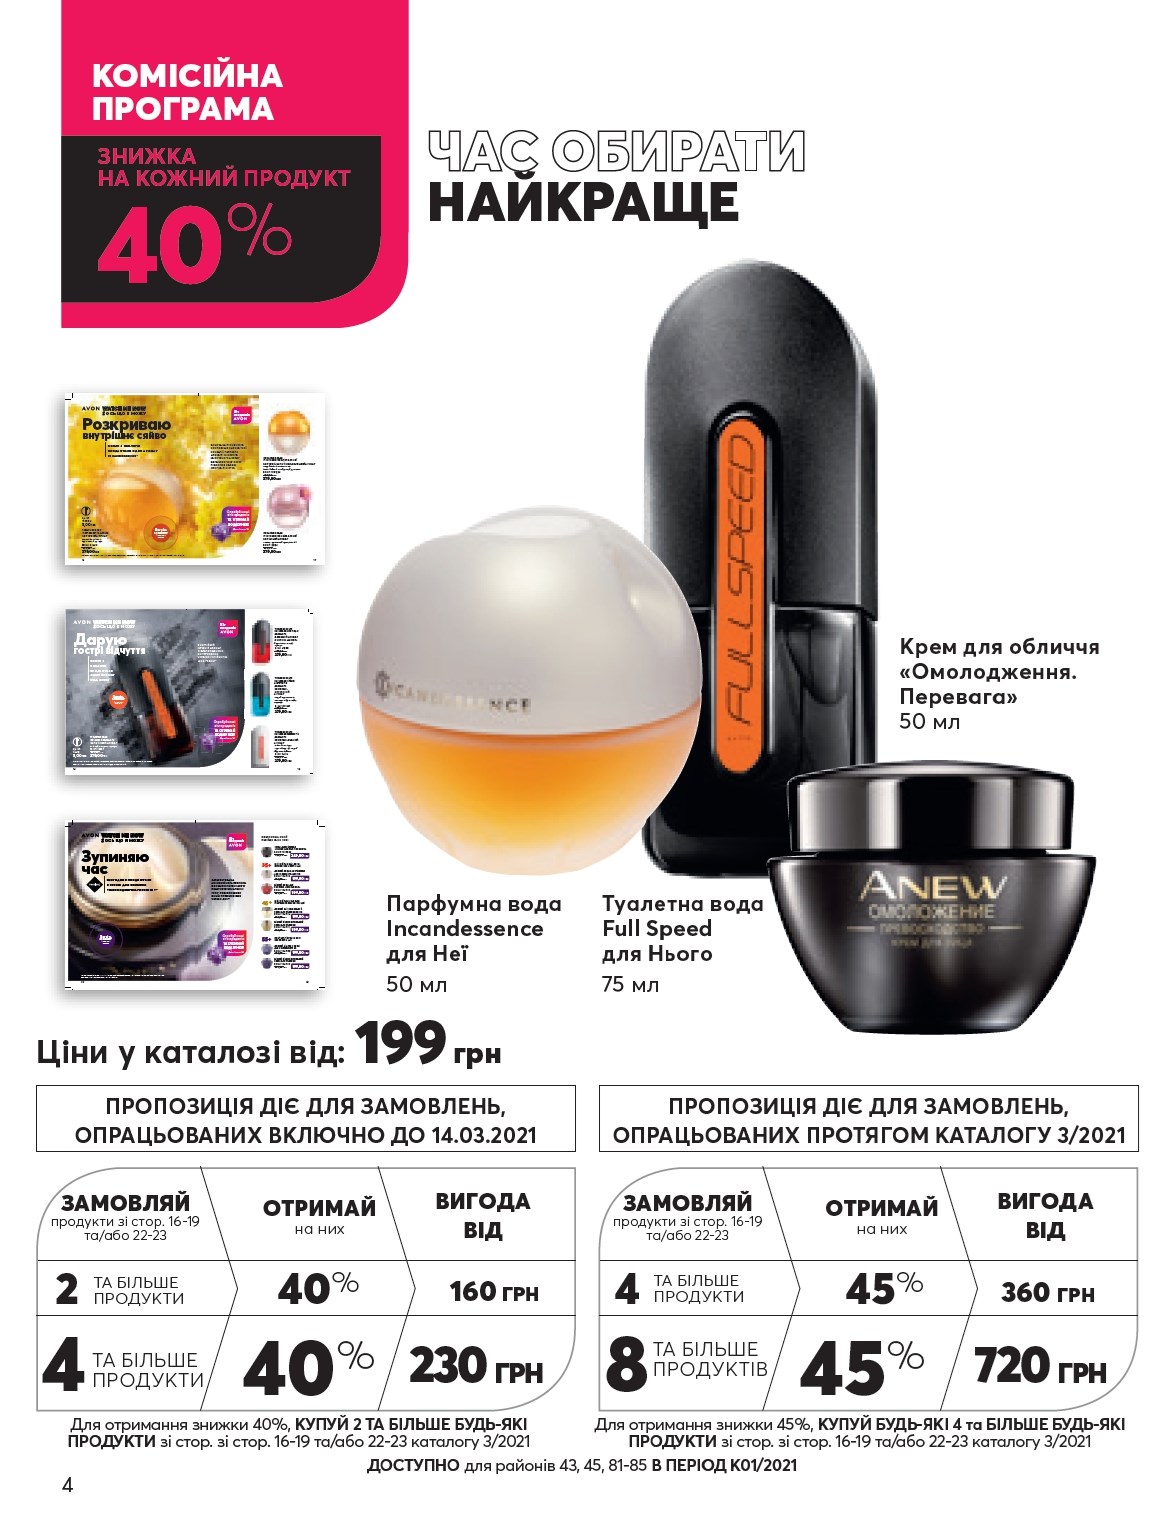 КОМІСІЙНА
ПРОГРАМА
ЗНИЖКА
НА КОЖНИЙ ПРОДУКТ
40%
ЧАС ОБИРАТИ
НАЙКРАЩЕ
AVON
Розкриваю
внутрішнє сяйво
AVON
Дарую
гострі відчуття
AVON
Зупиняю
час
INCANDESSENCE
FULL SPEED
Крем для обличчя
«Омолодження.
Перевага»
50 мл
ANEW
ОМОЛОЖЕНИЕ
ПРЕВОСХОДСТВО
КРЕМ ДЛЯ ЛИЦА
Парфумна вода
Incandessence
для Неї
50 мл
Туалетна вода
Full Speed
для Нього
75 мл
Ціни у каталозі від: 199 грн
ПРОПОЗИЦІЯ ДІЄ ДЛЯ ЗАМОВЛЕНЬ,
ОПРАЦЬОВАНИХ ВКЛЮЧНО ДО 14.03.2021
ЗАМОВЛЯЙ
продукти зі стор. 16-19
та/або 22-23
ОТРИМАЙ
на них
ВИГОДА
ВІД
2 ТА БІЛЬШЕ
ПРОДУКТИ
40%
160 ГРН
4 ТА БІЛЬШЕ
ПРОДУКТИ
40%
230 ГРН
Для отримання знижки 40%, КУПУЙ 2 ТА БІЛЬШЕ БУДЬ-ЯКІ
ПРОДУКТИ зі стор. зі стор. 16-19 та/або 22-23 каталогу 3/2021
ПРОПОЗИЦІЯ ДІЄ ДЛЯ ЗАМОВЛЕНЬ,
ОПРАЦЬОВАНИХ ПРОТЯГОМ КАТАЛОГУ 3/2021
ЗАМОВЛЯЙ
продукти зі стор. 16-19
та/або 22-23
ОТРИМАЙ
на них
ВИГОДА
ВІД
4 ТА БІЛЬШЕ
ПРОДУКТИ
45%
360 ГРН
8 ТА БІЛЬШЕ
ПРОДУКТІВ
45%
720 ГРН
Для отримання знижки 45%, КУПУЙ БУДЬ-ЯКІ 4 та БІЛЬШЕ БУДЬ-ЯКІ
ПРОДУКТИ зі стор. зі стор. 16-19 та/або 22-23 каталогу 3/2021
ДОСТУПНО для районів 43, 45, 81-85 В ПЕРІОД К01/2021
4